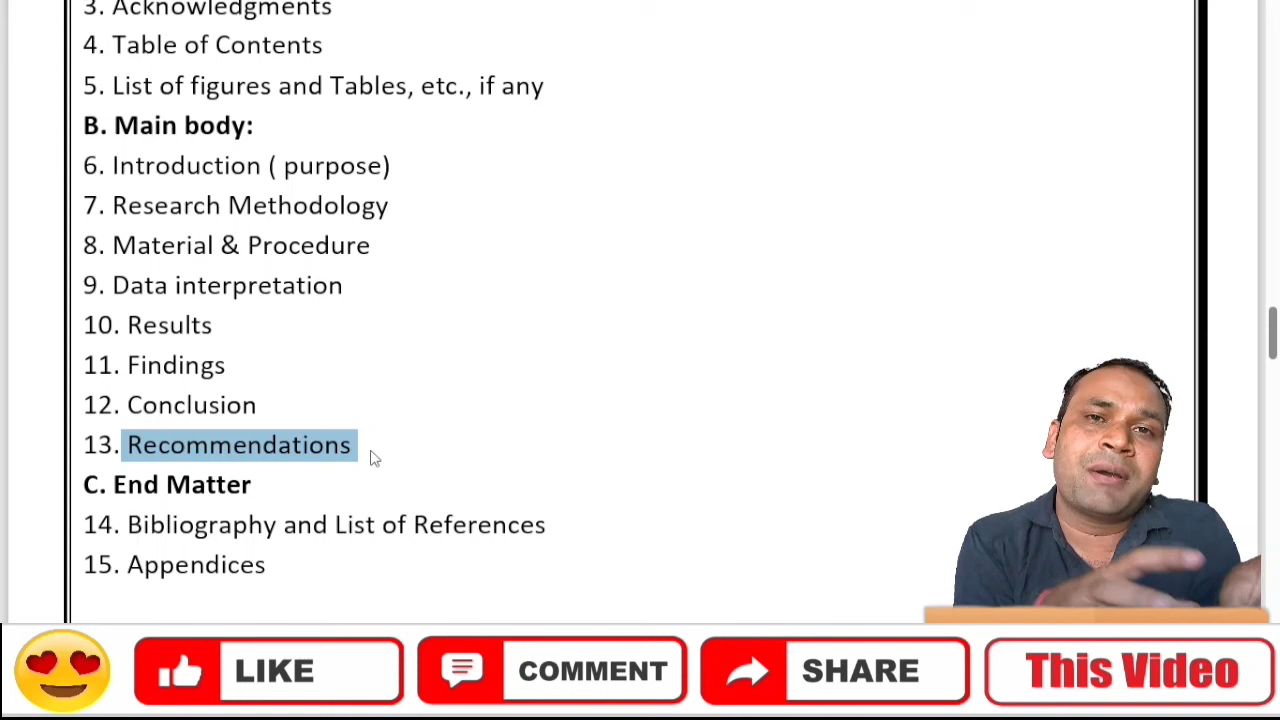 3. Acknowledgments
4. Table of Contents
5. List of figures and Tables, etc., if any
B. Main body:
6. Introduction ( purpose)
7. Research Methodology
8. Material & Procedure
9. Data interpretation
10. Results
11. Findings
12. Conclusion
13. Recommendations
C. End Matter
14. Bibliography and List of References
15. Appendices
LIKE
COMMENT
SHARE
This Video